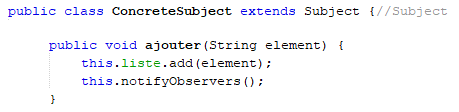 public class ConcreteSubject extends Subject {//Subject
public void ajouter(String element) {
this.liste.add(element);
this.notifyObservers();
}